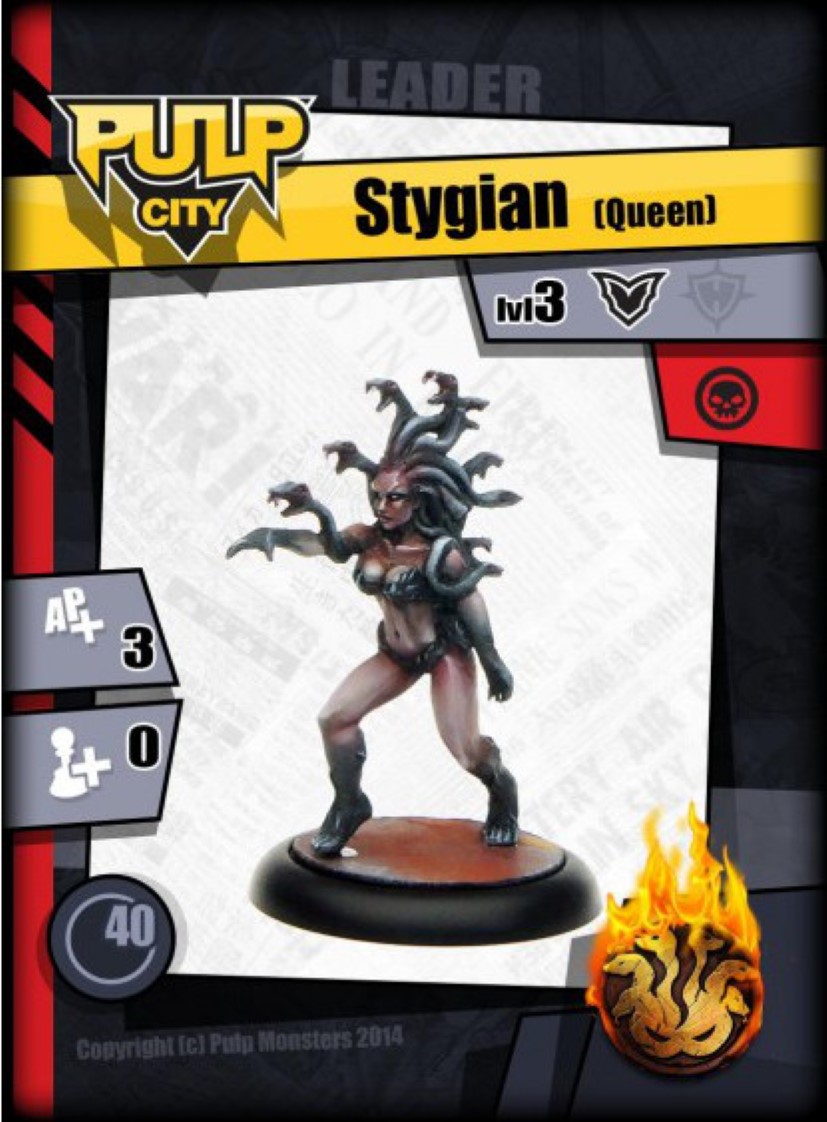 LEADER
PULP
CITY
Stygian (Queen)
lvl3
AP+
3
+
0
40
Copyright (c) Pulp Monsters 2014